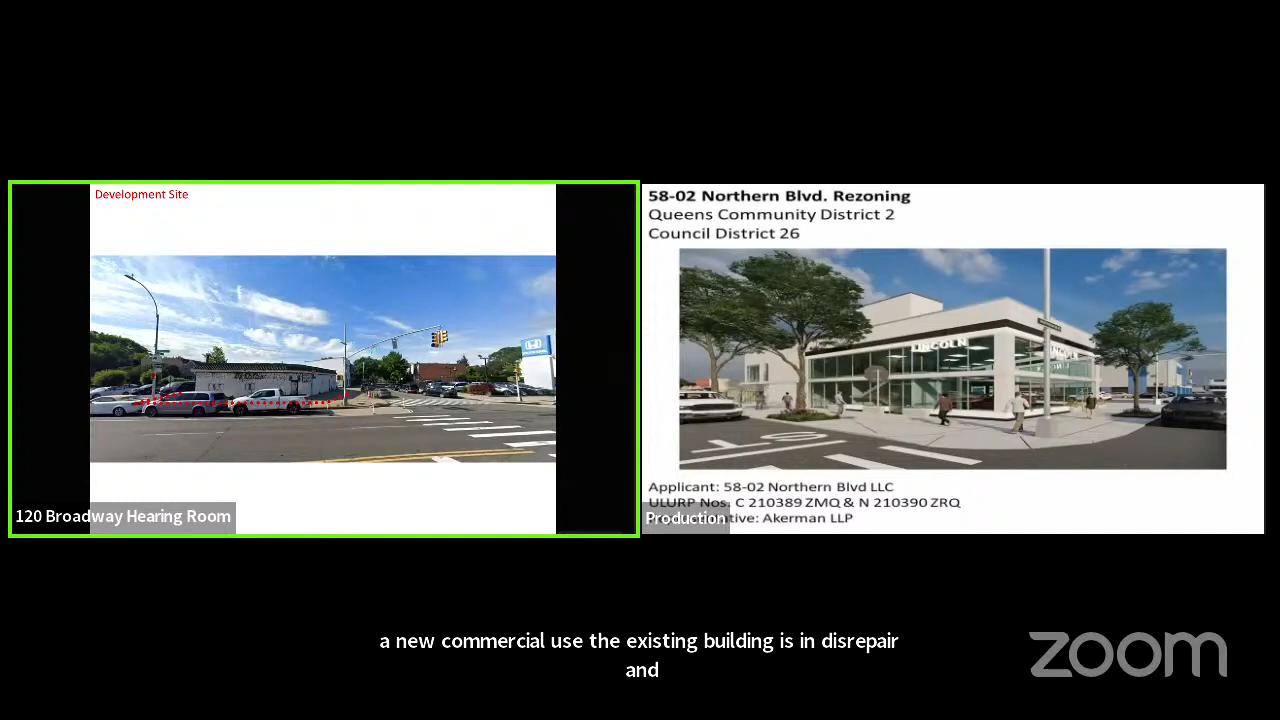 Development Site
120 Broadway Hearing Room
58-02 Northern Blvd. Rezoning
Queens Community District 2
Council District 26
LINCOLN
Applicant: 58-02 Northern Blvd LLC
ULURP Nos. C 210389 ZMQ & N 210390 ZRQ
Akerman LLP
Production
a new commercial use the existing building is in disrepair
and
zoom